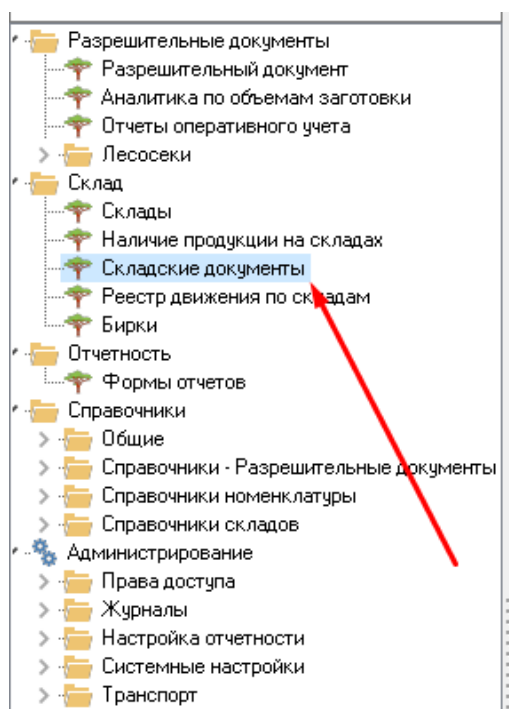 Разрешительные документы
Разрешительный документ
Аналитика по объемам заготовки
Отчеты оперативного учета
Лесосеки
Склад
Склады
Наличие продукции на складах
Складские документы
Реестр движения по складам
Бирки
Отчетность
Формы отчетов
Справочники
Общие
Справочники - Разрешительные документы
Справочники номенклатуры
Справочники складов
Администрирование
Права доступа
Журналы
Настройка отчетности
Системные настройки
Транспорт